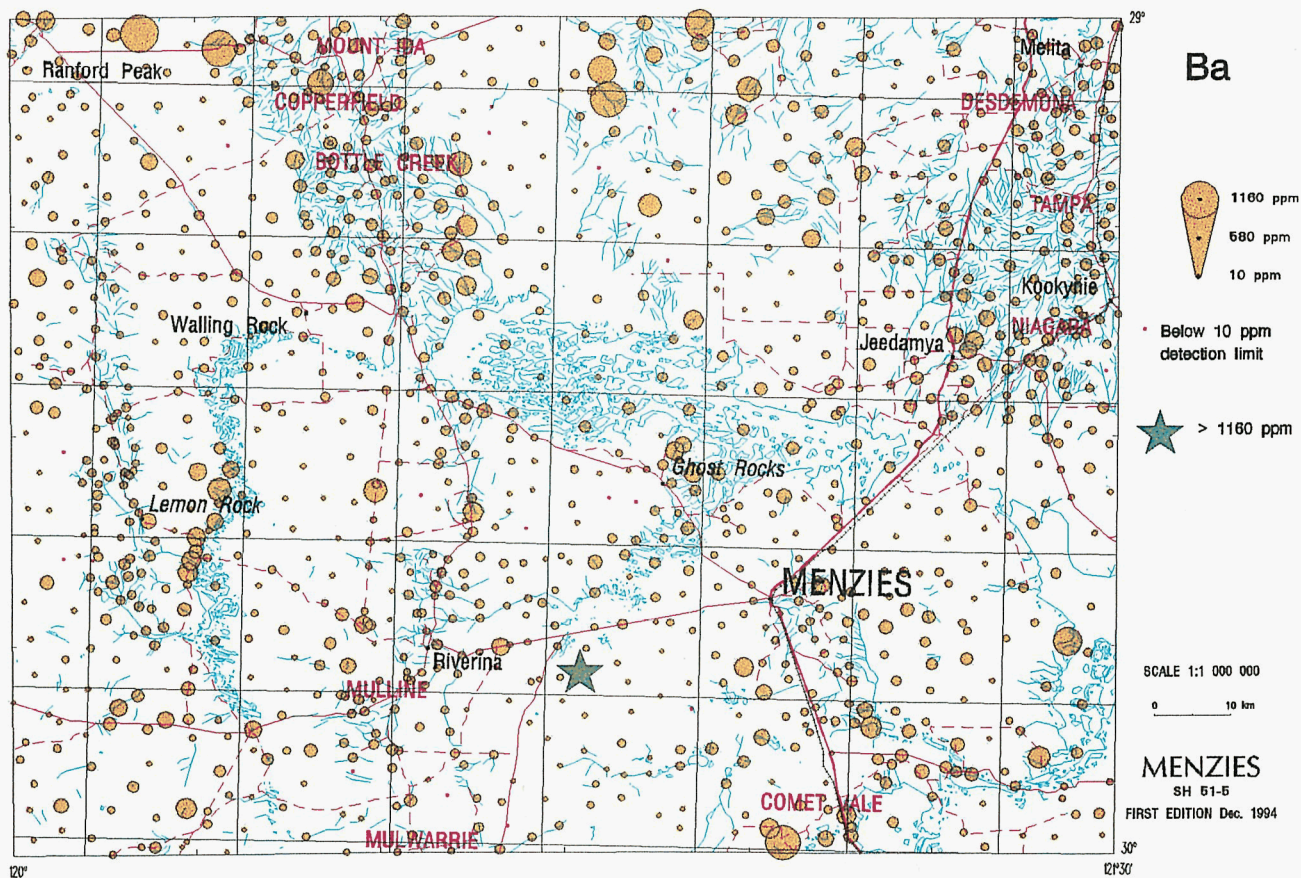 29°
Ba
MOUNT IDA
Melita
Ranford Peak
COPPERFIELD
DESDEMONA
BOTTLE CREEK
TAMPA
1160 ppm
580 ppm
10 ppm
Kookynie
Walling Rock
NIAGARA
Jeedamya
Below 10 ppm
detection limit
> 1160 ppm
Ghost Rocks
Lemon Rock
MENZIES
Riverina
MULLINE
SCALE 1:1 000 000
0 10 km
MENZIES
SH 51-5
FIRST EDITION Dec. 1994
COMET VALE
MULWARRIE
30°
120°
121°30'